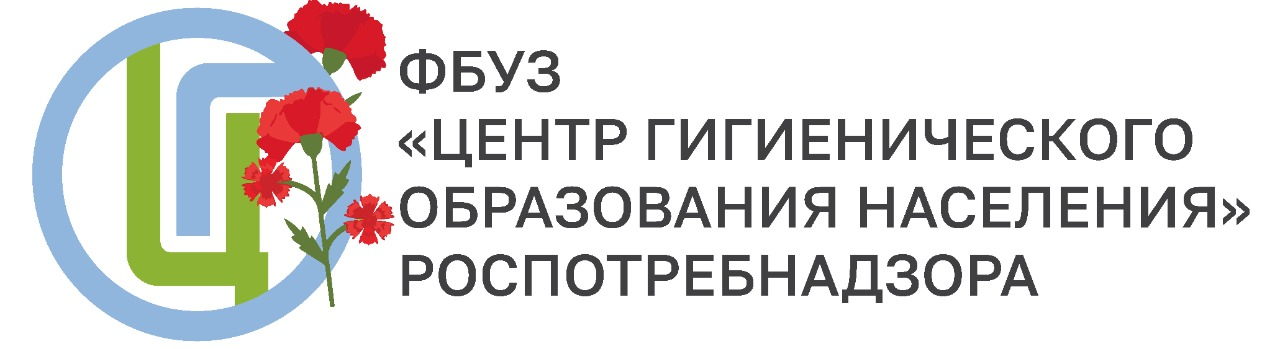 ФБУЗ
«ЦЕНТР ГИГИЕНИЧЕСКОГО
ОБРАЗОВАНИЯ НАСЕЛЕНИЯ»
РОСПОТРЕБНАДЗОРА